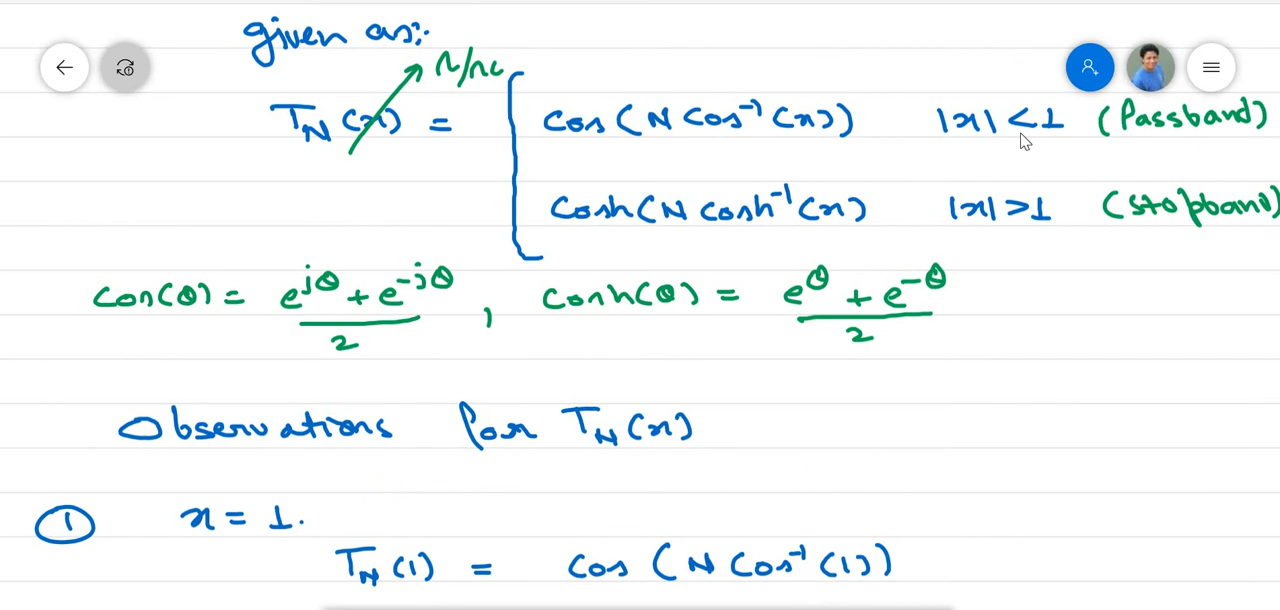 given as:-
Ω/Ωc
T_N(x) = { cos(N cos⁻¹(x)) |x| < 1 (Passband)
cosh(N cosh⁻¹(x)) |x| > 1 (Stopband)
cos(θ) = (e^{jθ} + e^{-jθ})/2 , cosh(θ) = (e^{θ} + e^{-θ})/2
Observations for T_N(x)
① x = 1.
T_N(1) = cos(N cos⁻¹(1))